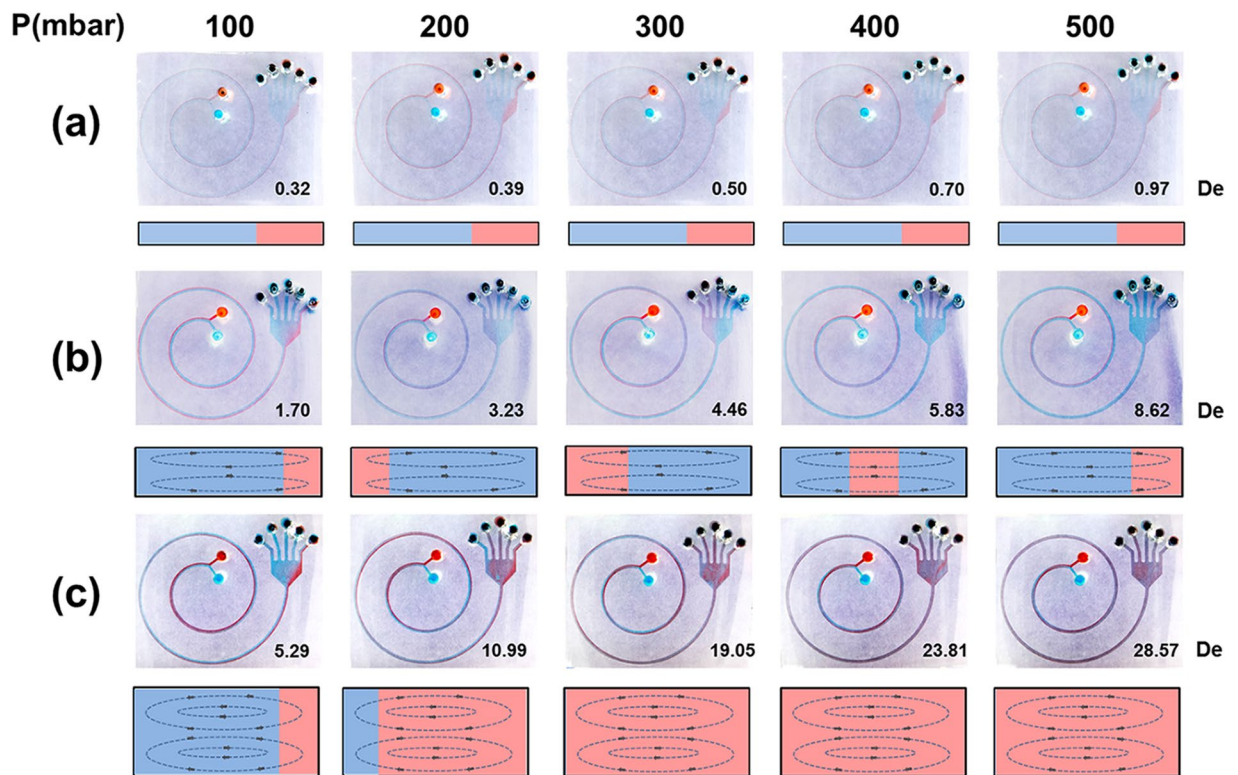 P(mbar) 100 200 300 400 500
(a)
0.32 0.39 0.50 0.70 0.97 De
(b)
1.70 3.23 4.46 5.83 8.62 De
(c)
5.29 10.99 19.05 23.81 28.57 De